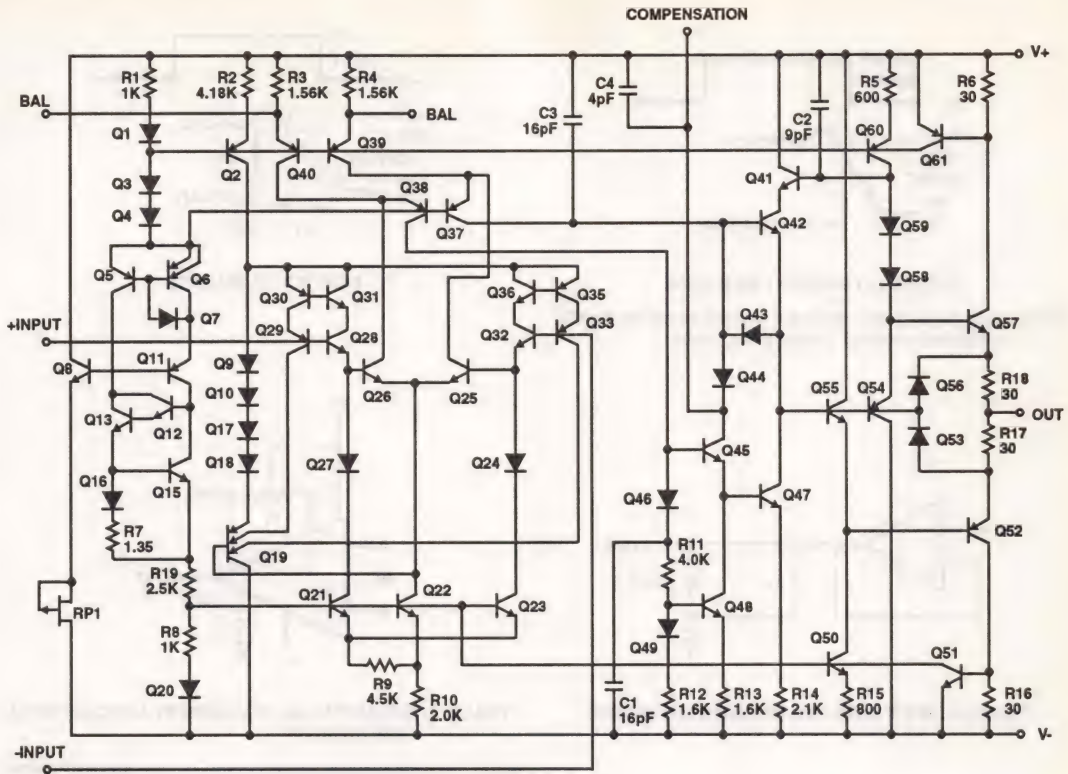 COMPENSATION
V+
R1
1K
R2
4.18K
R3
1.56K
R4
1.56K
C4
4pF
C3
16pF
C2
9pF
R5
600
R6
30
BAL
BAL
Q1
Q2
Q40
Q39
Q60
Q61
Q41
Q3
Q4
Q38
Q37
Q42
Q59
Q58
Q5
Q6
Q7
Q30
Q31
Q36
Q35
+INPUT
Q29
Q28
Q32
Q33
Q43
Q57
Q8
Q11
Q9
Q10
Q17
Q18
Q26
Q25
Q44
Q55
Q54
Q56
Q53
R18
30
OUT
R17
30
Q13
Q12
Q16
Q15
Q27
Q24
Q45
Q46
Q47
R7
1.35
Q19
R11
4.0K
Q52
R19
2.5K
RP1
Q21
Q22
Q23
Q48
R8
1K
Q49
Q50
Q51
Q20
R9
4.5K
R10
2.0K
C1
16pF
R12
1.6K
R13
1.6K
R14
2.1K
R15
800
R16
30
V-
-INPUT